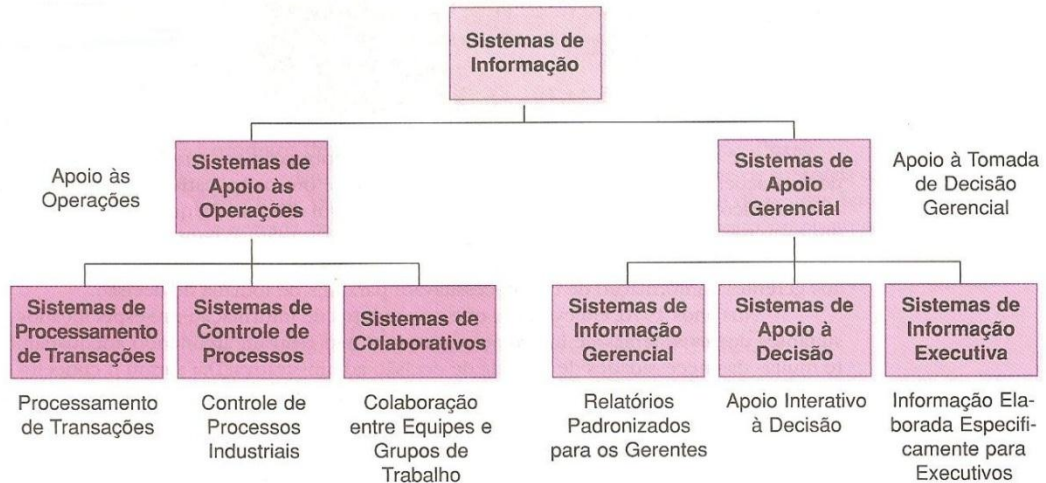 Sistemas de
Informação
Apoio às
Operações
Sistemas de
Apoio às
Operações
Sistemas de
Apoio
Gerencial
Apoio à Tomada
de Decisão
Gerencial
Sistemas de
Processamento
de Transações
Sistemas de
Controle de
Processos
Sistemas de
Colaborativos
Sistemas de
Informação
Gerencial
Sistemas de
Apoio à
Decisão
Sistemas de
Informação
Executiva
Processamento
de Transações
Controle de
Processos
Industriais
Colaboração
entre Equipes e
Grupos de
Trabalho
Relatórios
Padronizados
para os Gerentes
Apoio Interativo
à Decisão
Informação Ela-
borada Especifi-
camente para
Executivos